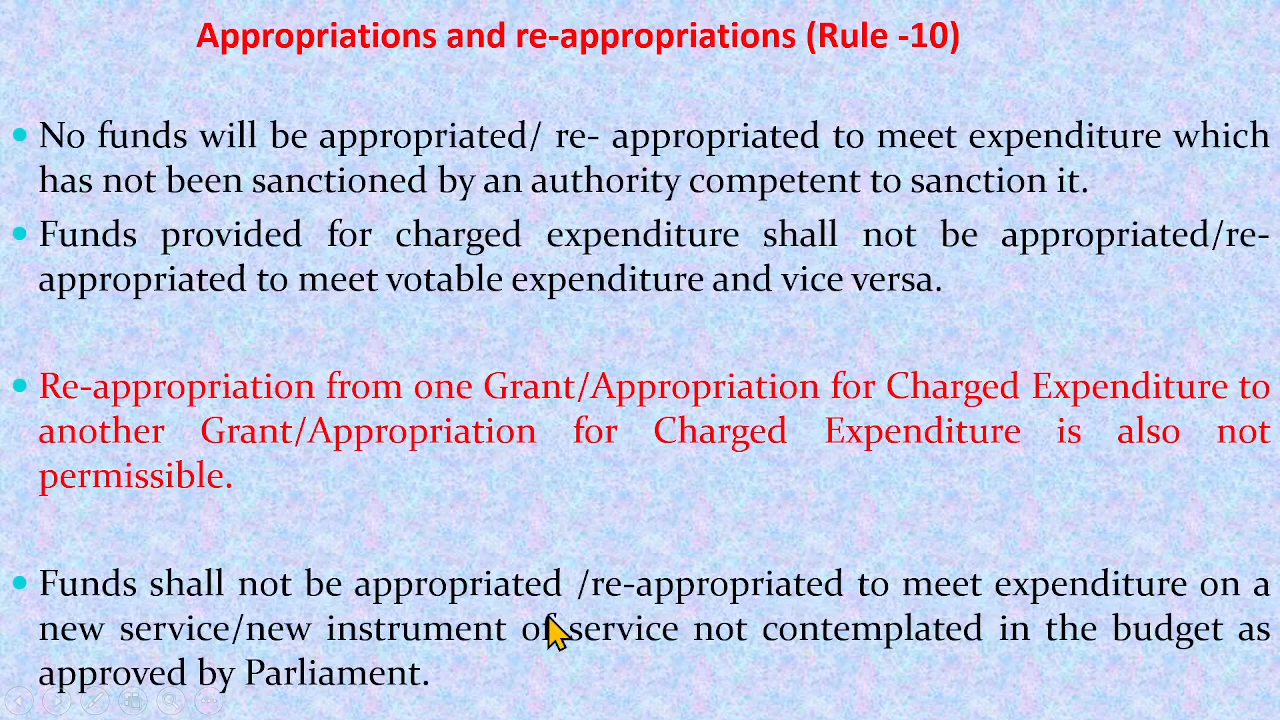 Appropriations and re-appropriations (Rule -10)
• No funds will be appropriated/ re- appropriated to meet expenditure which
has not been sanctioned by an authority competent to sanction it.
• Funds provided for charged expenditure shall not be appropriated/re-
appropriated to meet votable expenditure and vice versa.
• Re-appropriation from one Grant/Appropriation for Charged Expenditure to
another Grant/Appropriation for Charged Expenditure is also not
permissible.
• Funds shall not be appropriated /re-appropriated to meet expenditure on a
new service/new instrument of service not contemplated in the budget as
approved by Parliament.